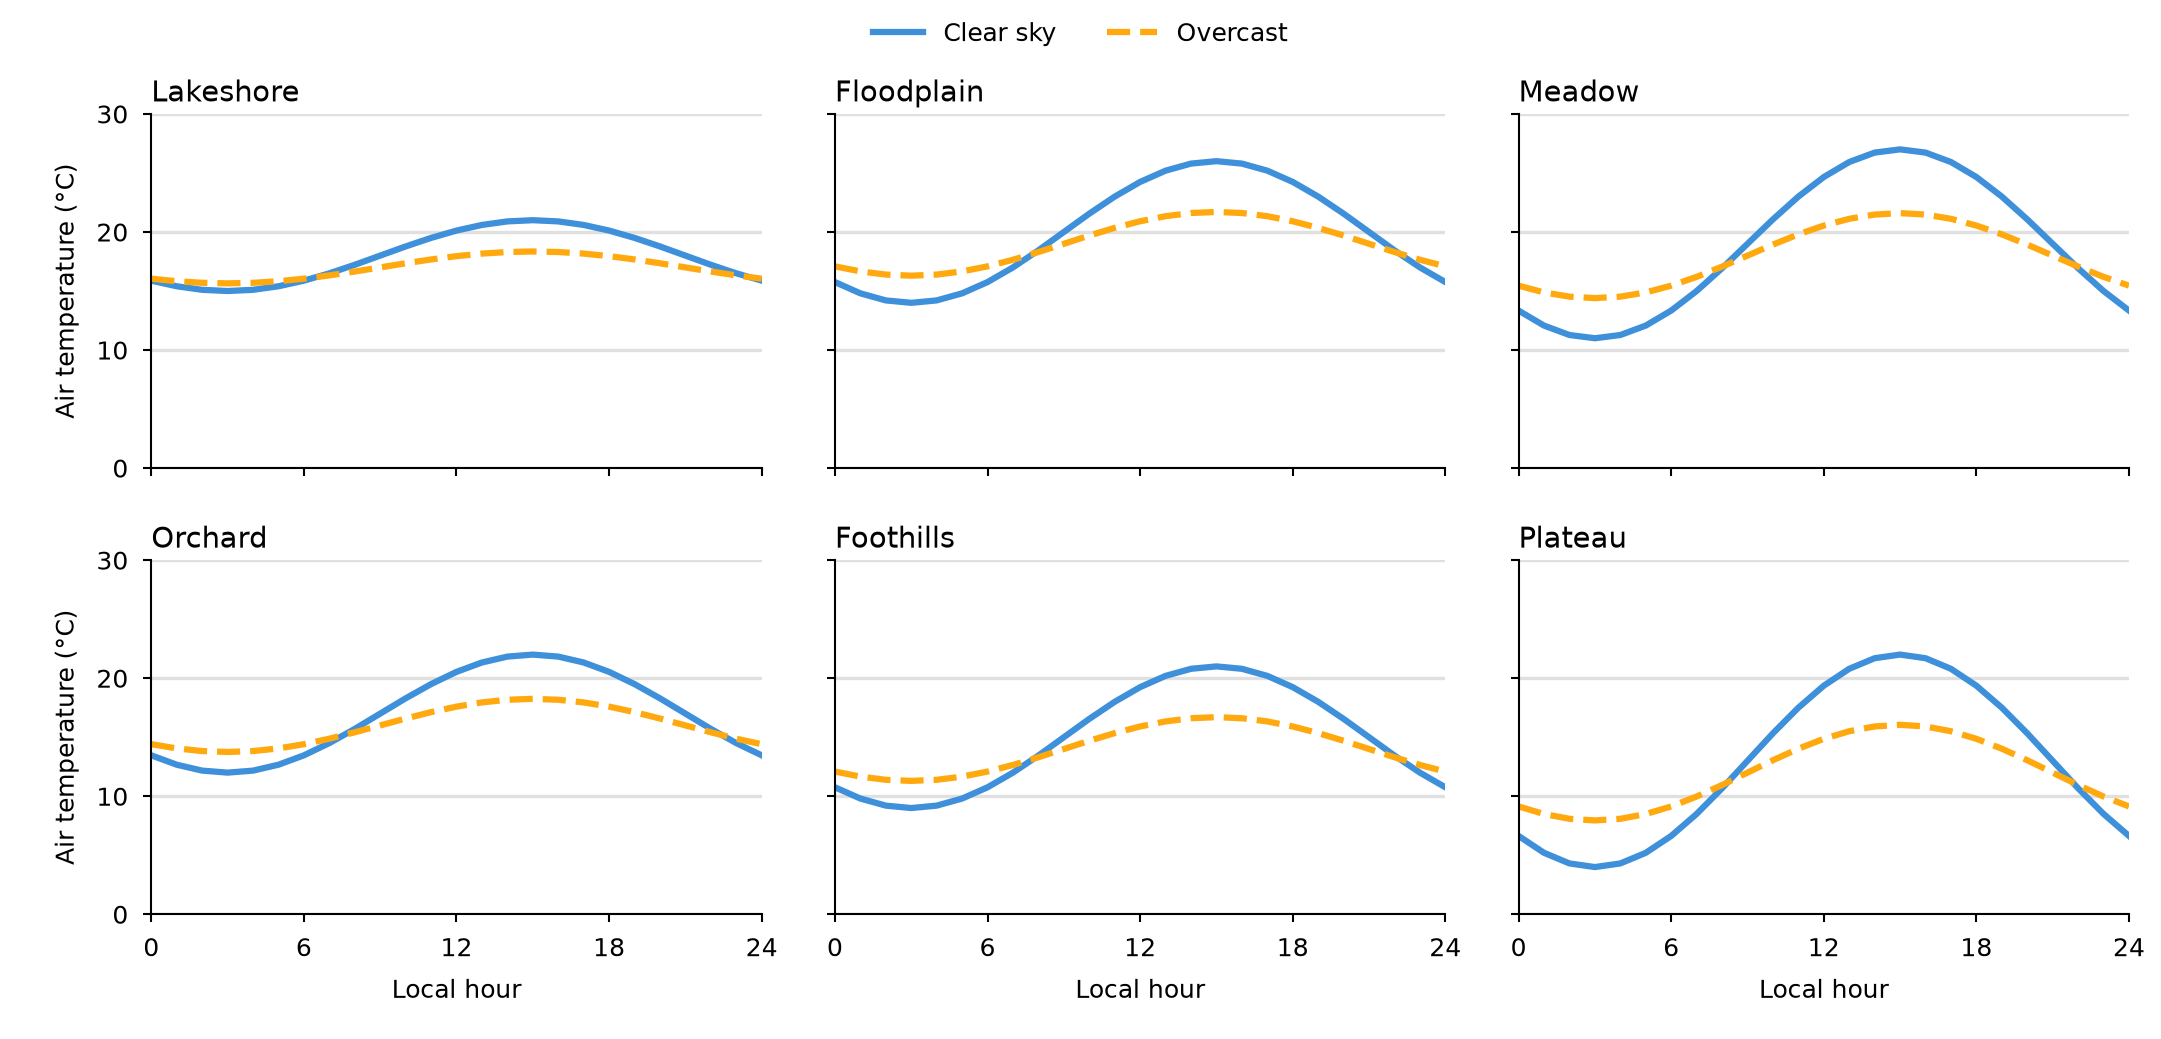 Clear sky Overcast
Lakeshore Floodplain Meadow
30
20
10
0
Air temperature (°C)
Orchard Foothills Plateau
30
20
10
0
Air temperature (°C)
0 6 12 18 24 0 6 12 18 24 0 6 12 18 24
Local hour Local hour Local hour